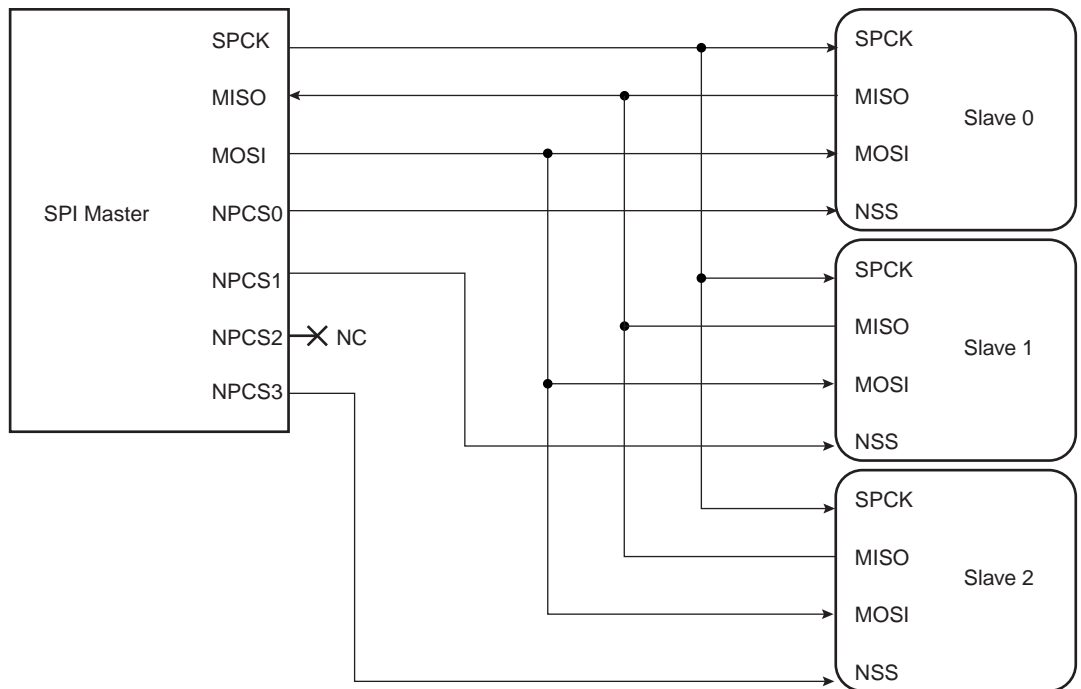 SPI Master
SPCK
MISO
MOSI
NPCS0
NPCS1
NPCS2
NC
NPCS3
SPCK
MISO
Slave 0
MOSI
NSS
SPCK
MISO
Slave 1
MOSI
NSS
SPCK
MISO
Slave 2
MOSI
NSS